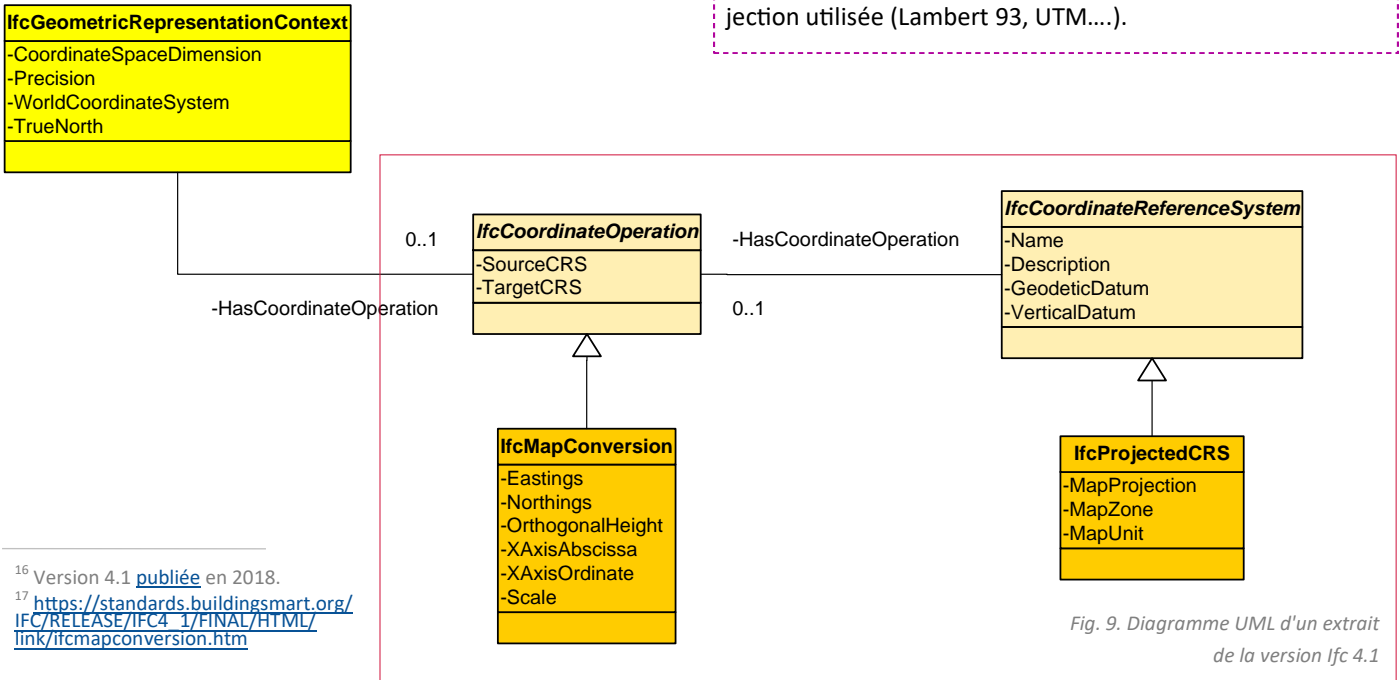 jection utilisée (Lambert 93, UTM….).
IfcGeometricRepresentationContext
-CoordinateSpaceDimension
-Precision
-WorldCoordinateSystem
-TrueNorth
0..1
-HasCoordinateOperation
IfcCoordinateOperation
-SourceCRS
-TargetCRS
-HasCoordinateOperation
0..1
IfcCoordinateReferenceSystem
-Name
-Description
-GeodeticDatum
-VerticalDatum
IfcMapConversion
-Eastings
-Northings
-OrthogonalHeight
-XAxisAbscissa
-XAxisOrdinate
-Scale
IfcProjectedCRS
-MapProjection
-MapZone
-MapUnit
16 Version 4.1 publiée en 2018.
17 https://standards.buildingsmart.org/
IFC/RELEASE/IFC4_1/FINAL/HTML/
link/ifcmapconversion.htm
Fig. 9. Diagramme UML d'un extrait
de la version Ifc 4.1